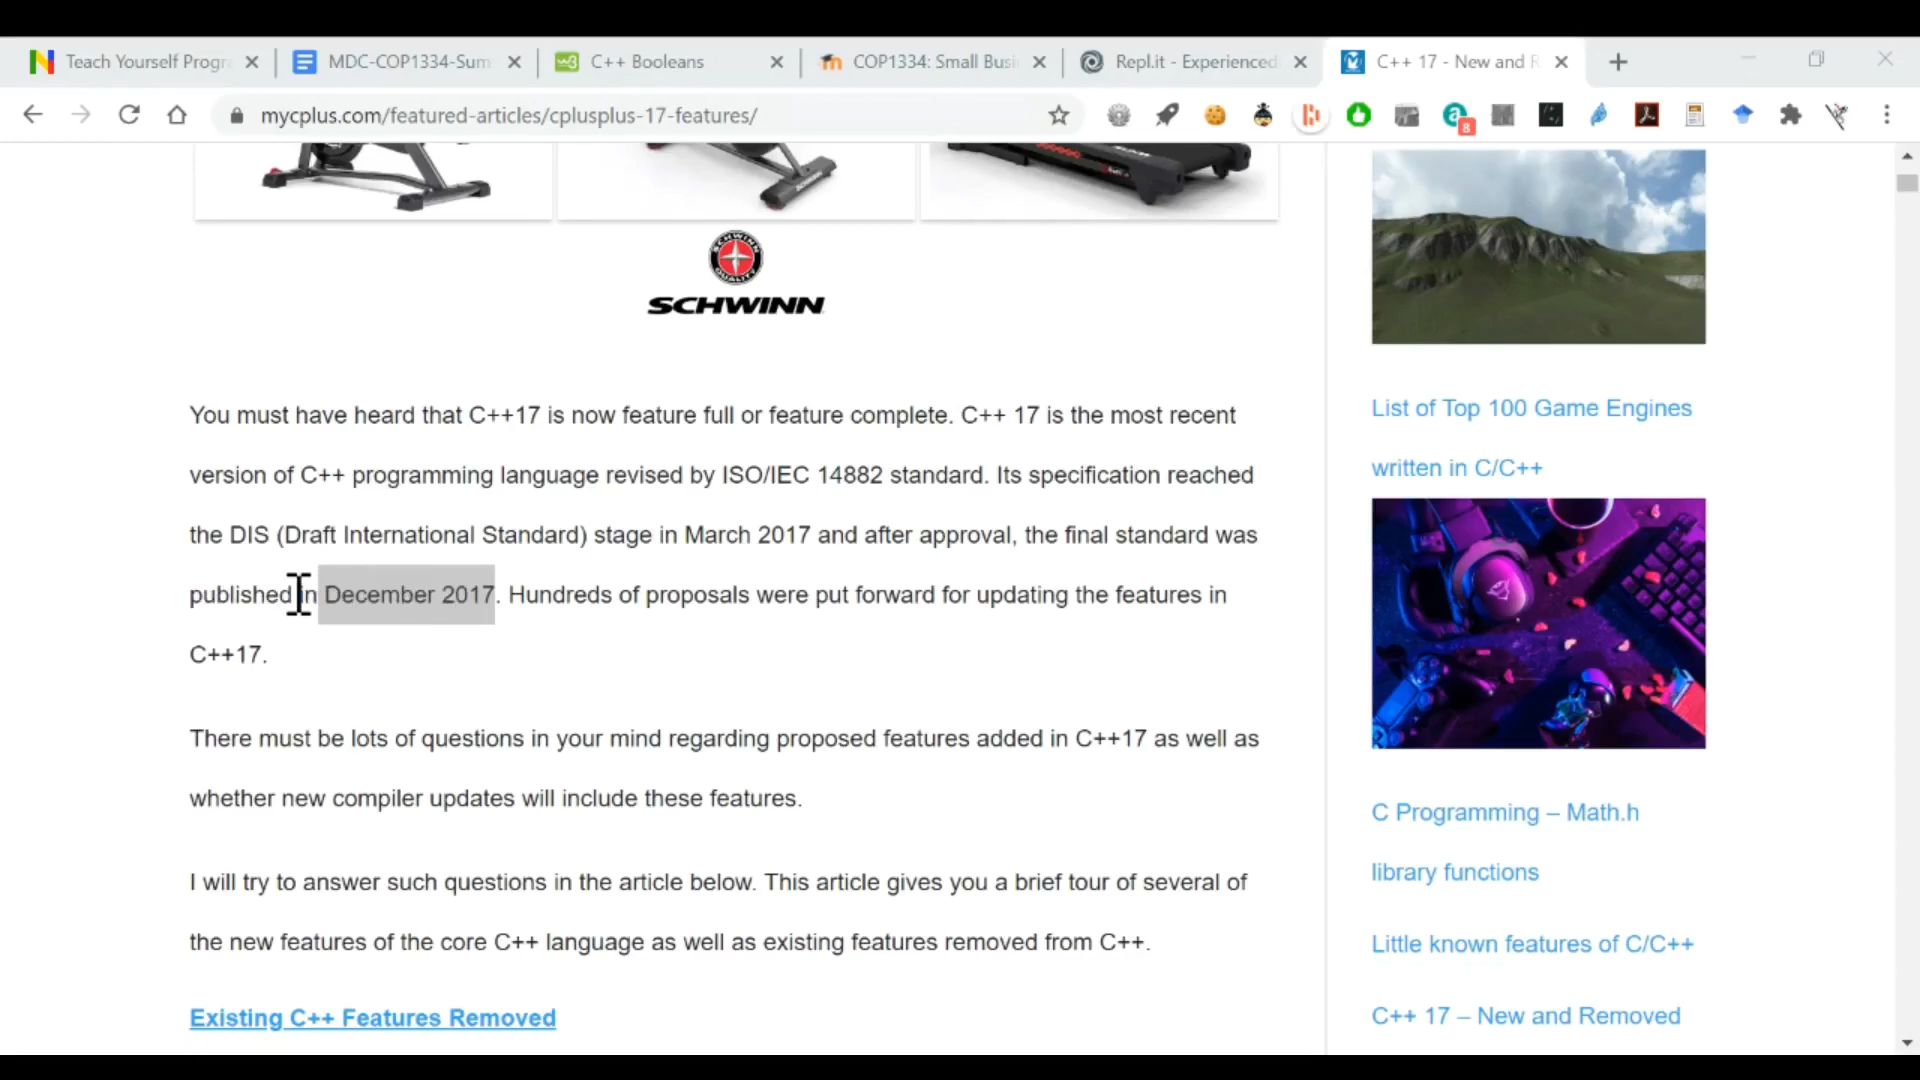 Teach Yourself Progr
MDC-COP1334-Sum
C++ Booleans
COP1334: Small Busi
Repl.it - Experienced
C++ 17 - New and R
mycplus.com/featured-articles/cplusplus-17-features/
8
SCHWINN
You must have heard that C++17 is now feature full or feature complete. C++ 17 is the most recent
version of C++ programming language revised by ISO/IEC 14882 standard. Its specification reached
the DIS (Draft International Standard) stage in March 2017 and after approval, the final standard was
published in December 2017. Hundreds of proposals were put forward for updating the features in
C++17.
There must be lots of questions in your mind regarding proposed features added in C++17 as well as
whether new compiler updates will include these features.
I will try to answer such questions in the article below. This article gives you a brief tour of several of
the new features of the core C++ language as well as existing features removed from C++.
Existing C++ Features Removed
List of Top 100 Game Engines
written in C/C++
C Programming – Math.h
library functions
Little known features of C/C++
C++ 17 – New and Removed